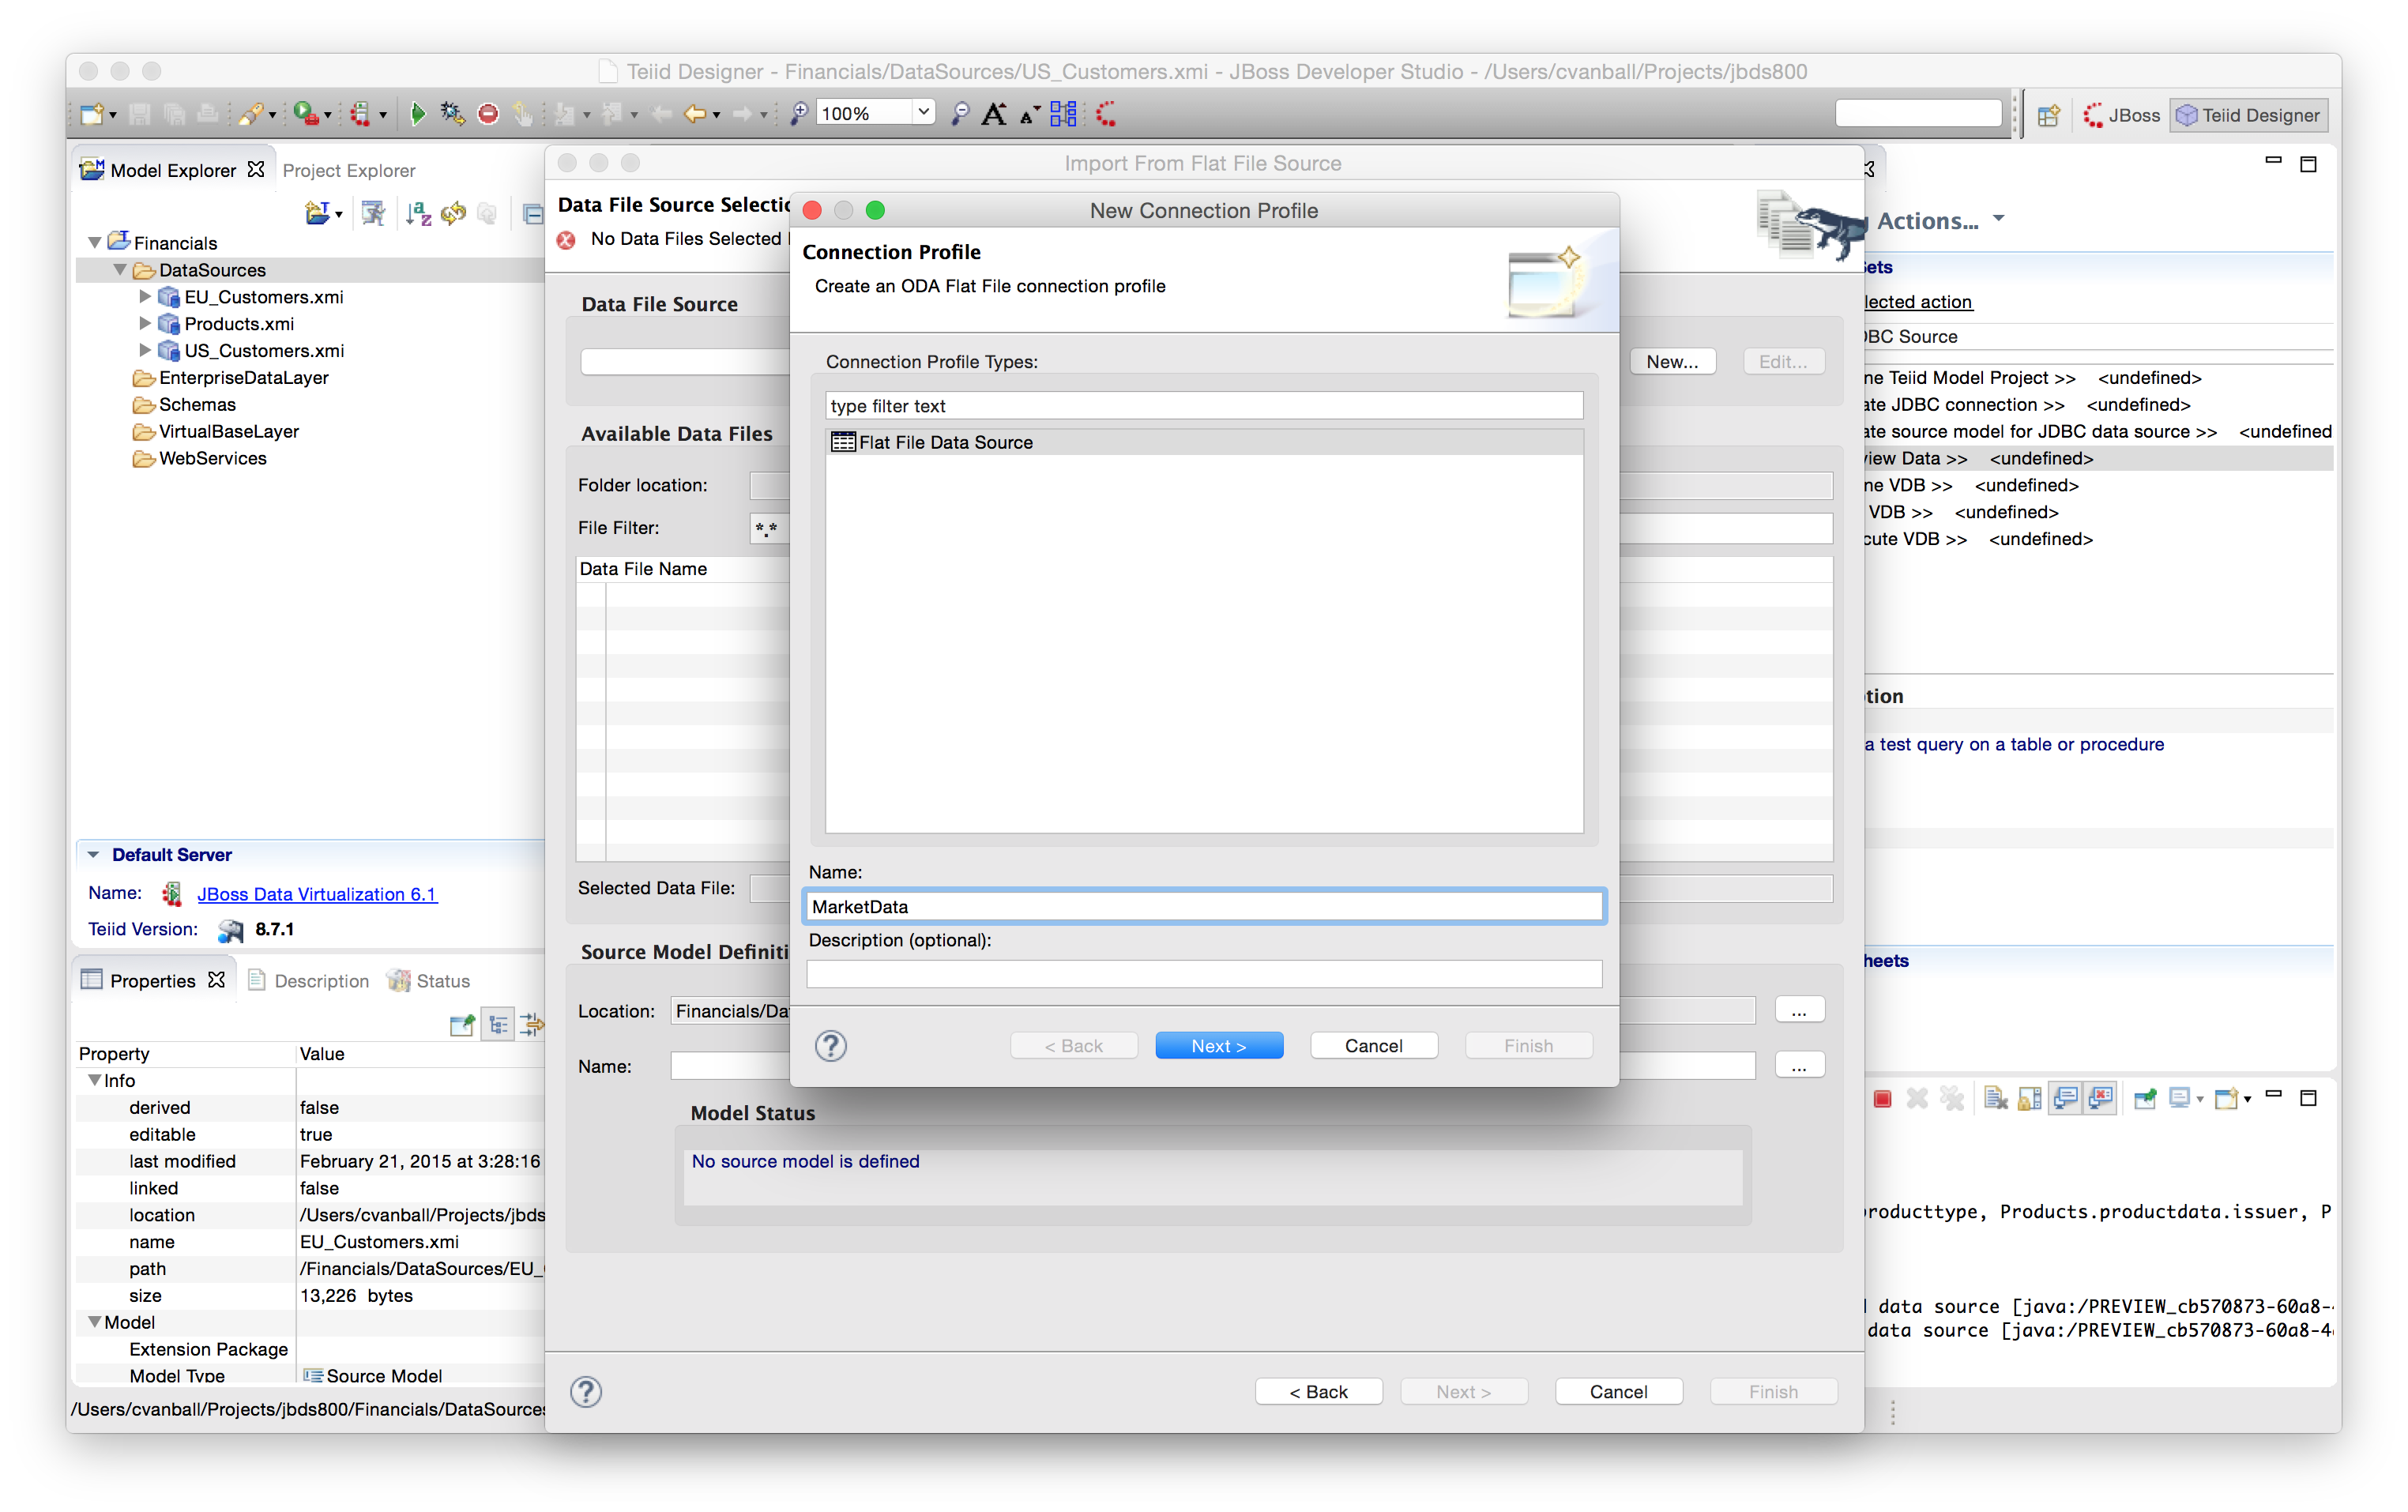 Teiid Designer - Financials/DataSources/US_Customers.xmi - JBoss Developer Studio - /Users/cvanball/Projects/jbds800
100%
JBoss
Teiid Designer
Model Explorer
Project Explorer
Financials
DataSources
EU_Customers.xmi
Products.xmi
US_Customers.xmi
EnterpriseDataLayer
Schemas
VirtualBaseLayer
WebServices
Default Server
Name: JBoss Data Virtualization 6.1
Teiid Version: 8.7.1
Properties
Description
Status
Property Value
Info
derived false
editable true
last modified February 21, 2015 at 3:28:16
linked false
location /Users/cvanball/Projects/jbds
name EU_Customers.xmi
path /Financials/DataSources/EU_
size 13,226 bytes
Model
Extension Package
Model Type Source Model
/Users/cvanball/Projects/jbds800/Financials/DataSources
Import From Flat File Source
Data File Source Selectio
No Data Files Selected
Data File Source
New...
Edit...
Available Data Files
Folder location:
File Filter: *.*
Data File Name
Selected Data File:
Source Model Definiti
Location: Financials/Da
...
Name:
...
Model Status
No source model is defined
< Back
Next >
Cancel
Finish
New Connection Profile
Connection Profile
Create an ODA Flat File connection profile
Connection Profile Types:
type filter text
Flat File Data Source
Name:
MarketData
Description (optional):
< Back
Next >
Cancel
Finish
Actions...
ets
lected action
BC Source
ne Teiid Model Project >> <undefined>
ate JDBC connection >> <undefined>
ate source model for JDBC data source >> <undefined
view Data >> <undefined>
ne VDB >> <undefined>
VDB >> <undefined>
cute VDB >> <undefined>
tion
a test query on a table or procedure
heets
roducttype, Products.productdata.issuer, P
data source [java:/PREVIEW_cb570873-60a8-
data source [java:/PREVIEW_cb570873-60a8-4